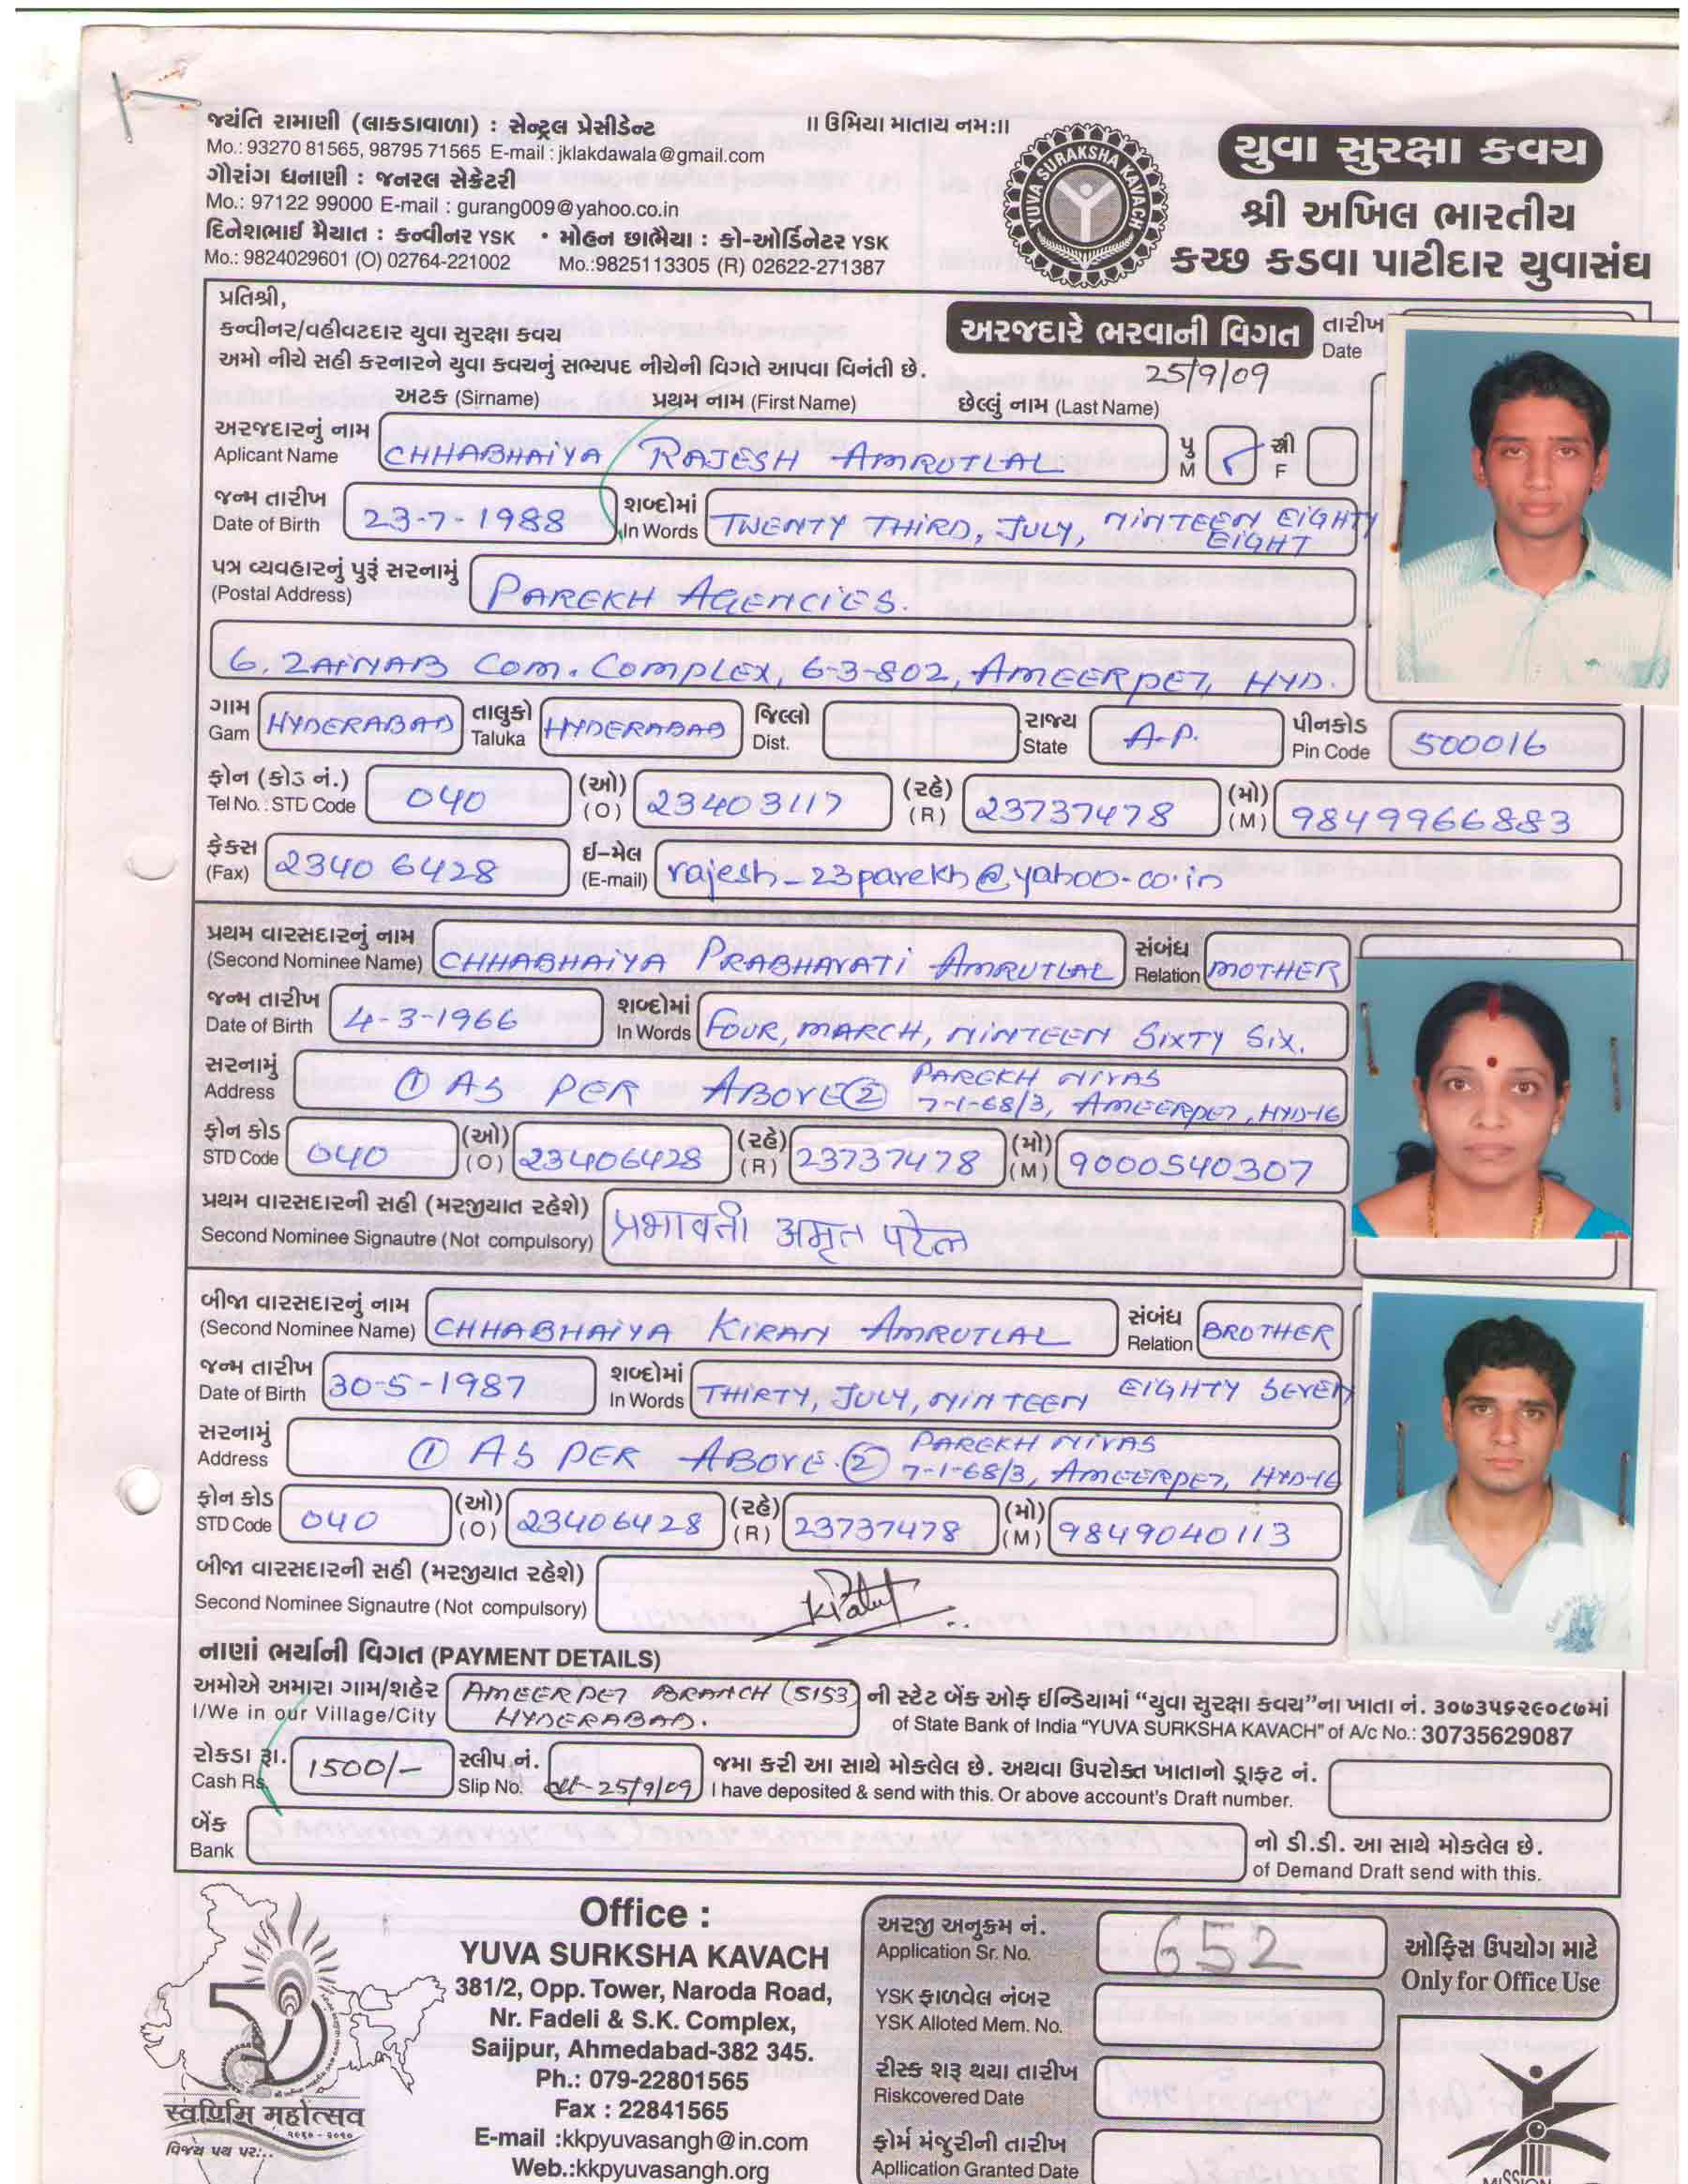 જયંતિ રામાણી (લાકડાવાળા) : સેન્ટ્રલ પ્રેસીડેન્ટ
Mo.: 93270 81565, 98795 71565 E-mail : jklakdawala@gmail.com
ગૌરાંગ ધનાણી : જનરલ સેક્રેટરી
Mo.: 97122 99000 E-mail : gurang009@yahoo.co.in
દિનેશભાઈ મૈયાત : કન્વીનર YSK • મોહન છાભૈયા : કો-ઓર્ડિનેટર YSK
Mo.: 9824029601 (O) 02764-221002 Mo.:9825113305 (R) 02622-271387
॥ ઉમિયા માતાય નમઃ॥
YUVA SURAKSHA KAVACH
યુવા સુરક્ષા કવચ
શ્રી અખિલ ભારતીય
કચ્છ કડવા પાટીદાર યુવાસંઘ
પ્રતિશ્રી,
કન્વીનર/વહીવટદાર યુવા સુરક્ષા કવચ
અમો નીચે સહી કરનારને યુવા કવચનું સભ્યપદ નીચેની વિગતે આપવા વિનંતી છે.
અરજદારે ભરવાની વિગત
તારીખ
Date
25/9/09
અટક (Sirname) પ્રથમ નામ (First Name) છેલ્લું નામ (Last Name)
અરજદારનું નામ
Aplicant Name CHHABHAIYA RAJESH AMRUTLAL
પુ સ્ત્રી
M F
જન્મ તારીખ શબ્દોમાં
Date of Birth 23-7-1988 In Words TWENTY THIRD, JULY, NINTEEN EIGHTY
EIGHT
પત્ર વ્યવહારનું પુરૂં સરનામું
(Postal Address) PAREKH AGENCIES.
6, ZAINAB COM. COMPLEX, 6-3-802, AMEERPET, HYD.
ગામ તાલુકો જિલ્લો રાજ્ય પીનકોડ
Gam HYDERABAD Taluka HYDERABAD Dist. State A.P. Pin Code 500016
ફોન (કોડ નં.) (ઓ) (રહે) (મો)
Tel No. : STD Code 040 (O) 23403117 (R) 23737478 (M) 9849966883
ફેક્સ ઈ-મેલ
(Fax) 23406428 (E-mail) rajesh_23parekh@yahoo.co.in
પ્રથમ વારસદારનું નામ સંબંધ
(Second Nominee Name) CHHABHAIYA PRABHAVATI AMRUTLAL Relation MOTHER
જન્મ તારીખ શબ્દોમાં
Date of Birth 4-3-1966 In Words FOUR, MARCH, NINTEEN SIXTY SIX.
સરનામું
Address ① AS PER ABOVE ② PAREKH NIVAS
7-1-68/3, AMEERPET, HYD-16
ફોન કોડ (ઓ) (રહે) (મો)
STD Code 040 (O) 23406428 (R) 23737478 (M) 9000540307
પ્રથમ વારસદારની સહી (મરજીયાત રહેશે)
Second Nominee Signautre (Not compulsory) प्रभावती अमृत पटेल
બીજા વારસદારનું નામ સંબંધ
(Second Nominee Name) CHHABHAIYA KIRAN AMRUTLAL Relation BROTHER
જન્મ તારીખ શબ્દોમાં
Date of Birth 30-5-1987 In Words THIRTY, JULY, NINTEEN EIGHTY SEVEN
સરનામું
Address ① AS PER ABOVE. ② PAREKH NIVAS
7-1-68/3, AMEERPET, HYD-16
ફોન કોડ (ઓ) (રહે) (મો)
STD Code 040 (O) 23406428 (R) 23737478 (M) 9849040113
બીજા વારસદારની સહી (મરજીયાત રહેશે)
Second Nominee Signautre (Not compulsory)
નાણાં ભર્યાની વિગત (PAYMENT DETAILS)
અમોએ અમારા ગામ/શહેર AMEERPET BRANCH (5153) ની સ્ટેટ બેંક ઓફ ઈન્ડિયામાં “યુવા સુરક્ષા કવચ”ના ખાતા નં. ૩૦૭૩૫૬૨૯૦૮૭માં
I/We in our Village/City HYDERABAD. of State Bank of India “YUVA SURKSHA KAVACH” of A/c No.: 30735629087
રોકડા રૂા. સ્લીપ નં. જમા કરી આ સાથે મોકલેલ છે. અથવા ઉપરોક્ત ખાતાનો ડ્રાફ્ટ નં.
Cash Rs. 1500/- Slip No. dt-25/9/09 I have deposited & send with this. Or above account's Draft number.
બેંક નો ડી.ડી. આ સાથે મોકલેલ છે.
Bank of Demand Draft send with this.
સ્વર્ણિમ મહોત્સવ
૨૦૧૦ - ૨૦૧૦
વિજય પથ પર...
Office :
YUVA SURKSHA KAVACH
381/2, Opp. Tower, Naroda Road,
Nr. Fadeli & S.K. Complex,
Saijpur, Ahmedabad-382 345.
Ph.: 079-22801565
Fax : 22841565
E-mail :kkpyuvasangh@in.com
Web.:kkpyuvasangh.org
અરજી અનુક્રમ નં.
Application Sr. No. 652
ઓફિસ ઉપયોગ માટે
Only for Office Use
YSK ફાળવેલ નંબર
YSK Alloted Mem. No.
રીસ્ક શરૂ થયા તારીખ
Riskcovered Date
ફોર્મ મંજુરીની તારીખ
Apllication Granted Date
MISSION